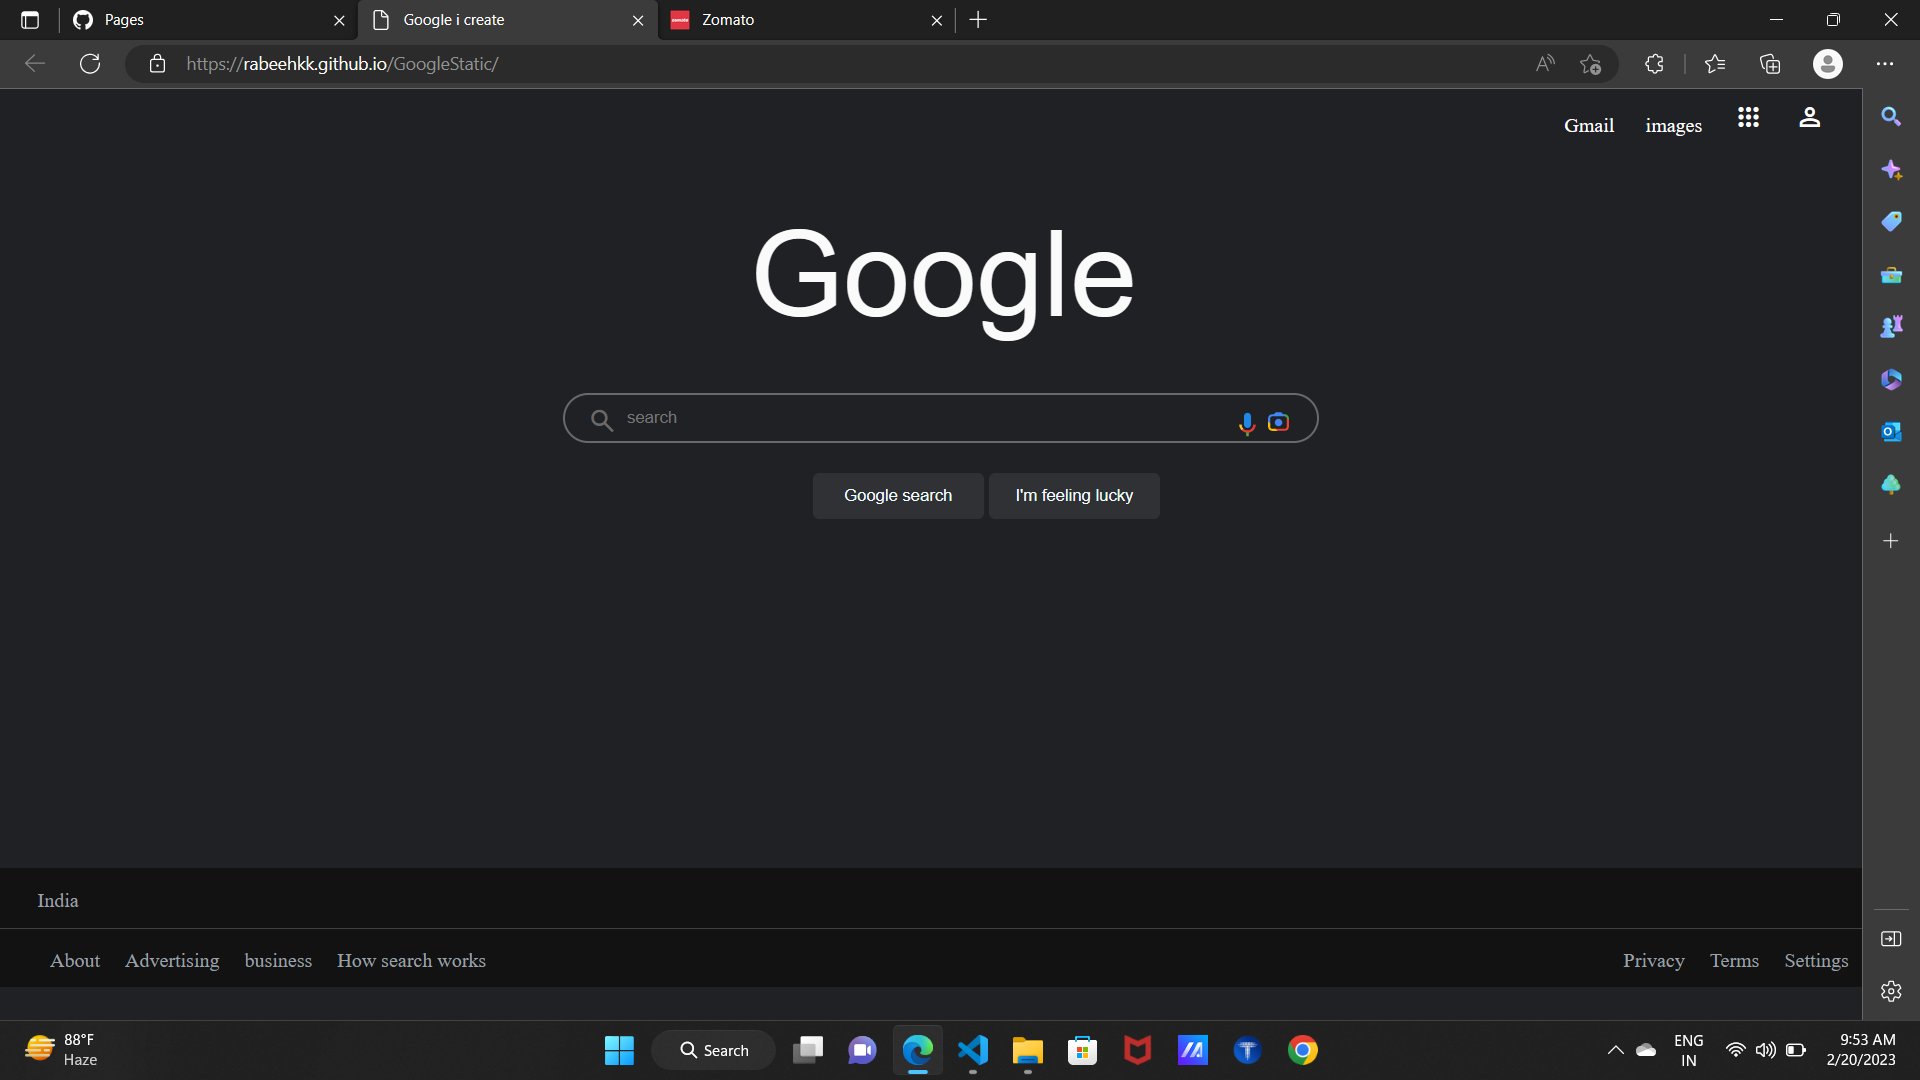 Pages
Google i create
Zomato
https://rabeehkk.github.io/GoogleStatic/
Gmail images
Google
search
Google search I'm feeling lucky
India
About Advertising business How search works Privacy Terms Settings
88°F
Haze
Search
ENG
IN
9:53 AM
2/20/2023